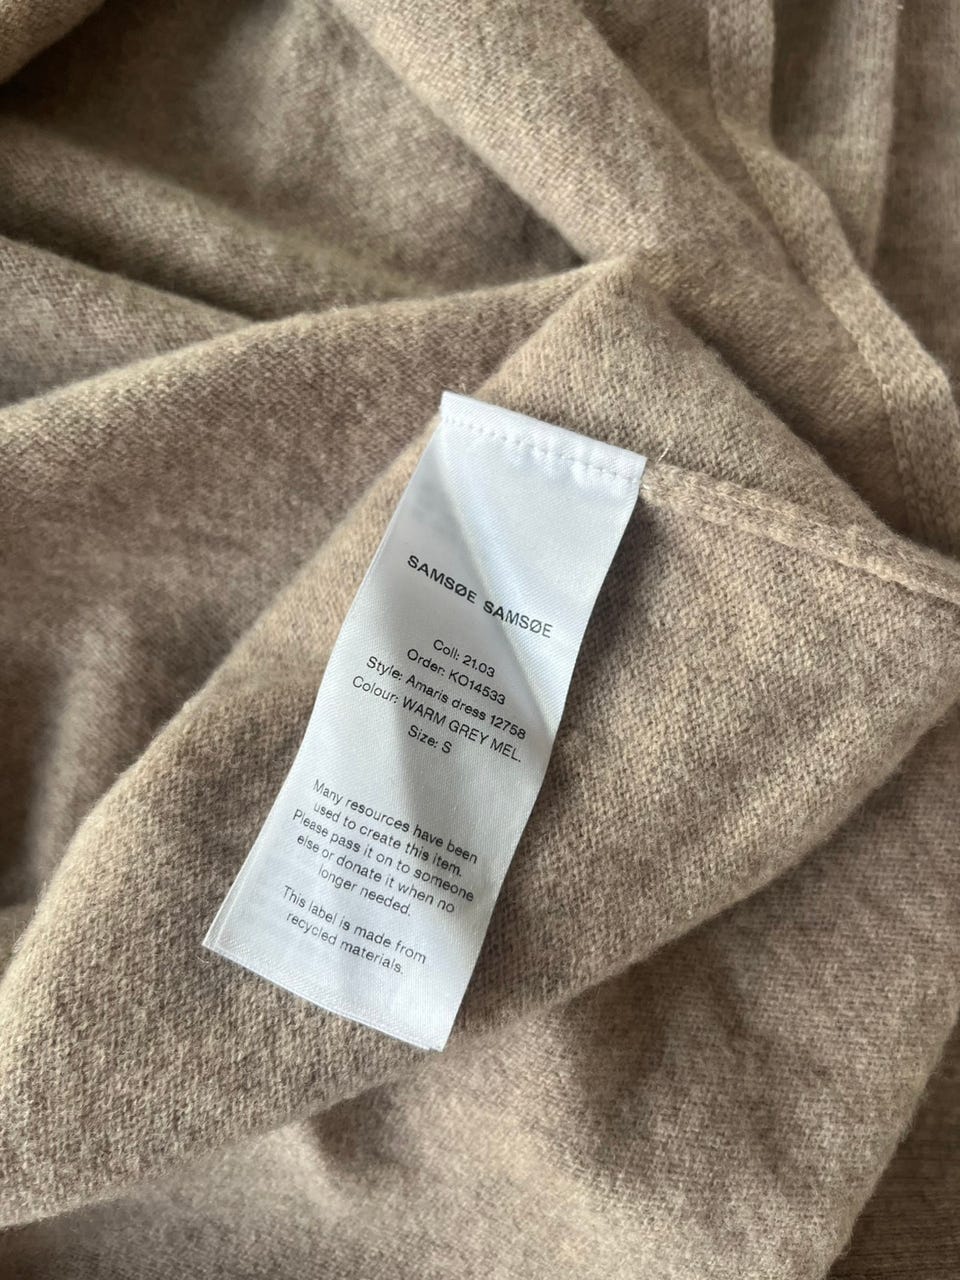 SAMSØE SAMSØE
Coll: 21.03
Order: KO14533
Style: Amaris dress 12758
Colour: WARM GREY MEL.
Size: S
Many resources have been
used to create this item.
Please pass it on to someone
else or donate it when no
longer needed.
This label is made from
recycled materials.